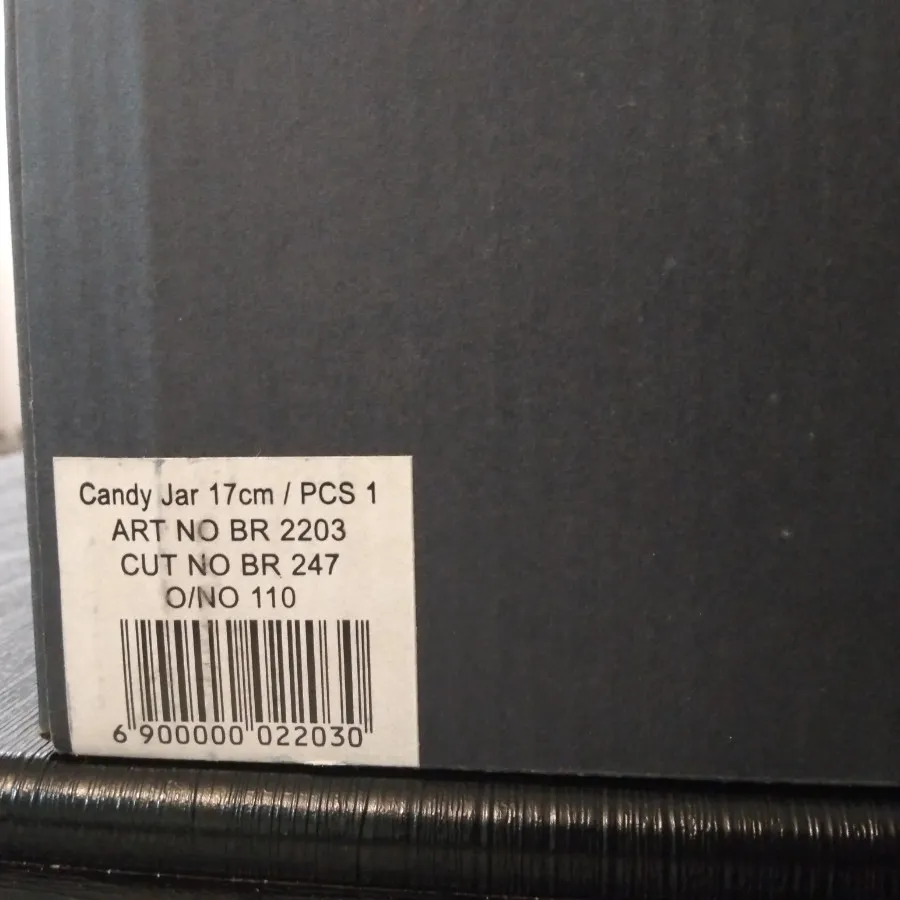 Candy Jar 17cm / PCS 1
ART NO BR 2203
CUT NO BR 247
O/NO 110
6 900000 022030